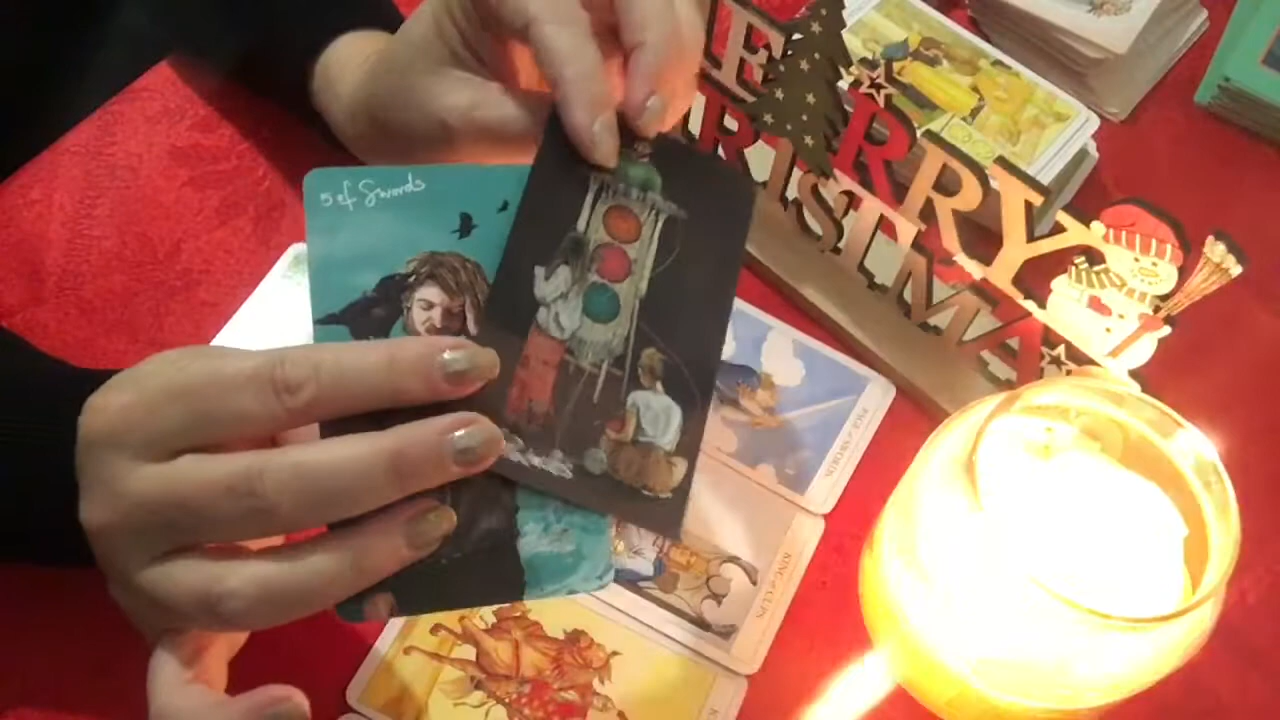 5 of Swords
MERRY
CHRISTMAS
PAGE of SWORDS
KING of CUPS